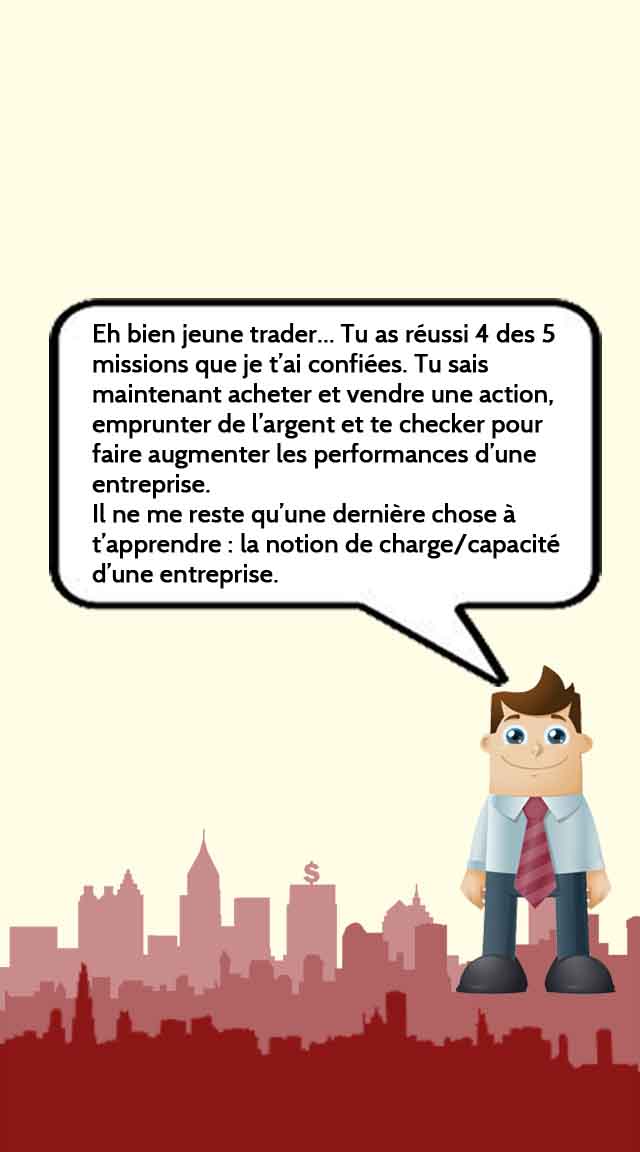 Eh bien jeune trader... Tu as réussi 4 des 5
missions que je t’ai confiées. Tu sais
maintenant acheter et vendre une action,
emprunter de l’argent et te checker pour
faire augmenter les performances d’une
entreprise.
Il ne me reste qu’une dernière chose à
t’apprendre : la notion de charge/capacité
d’une entreprise.
$